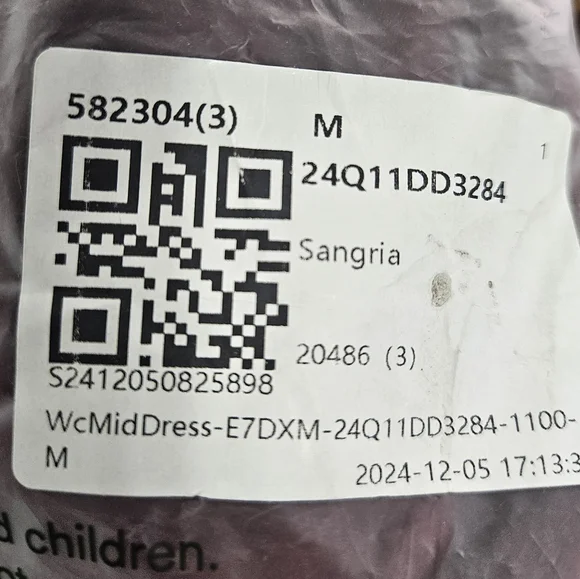 582304(3) M
1
24Q11DD3284
Sangria
20486 (3)
S2412050825898
WcMidDress-E7DXM-24Q11DD3284-1100-
M
2024-12-05 17:13:3
d children.